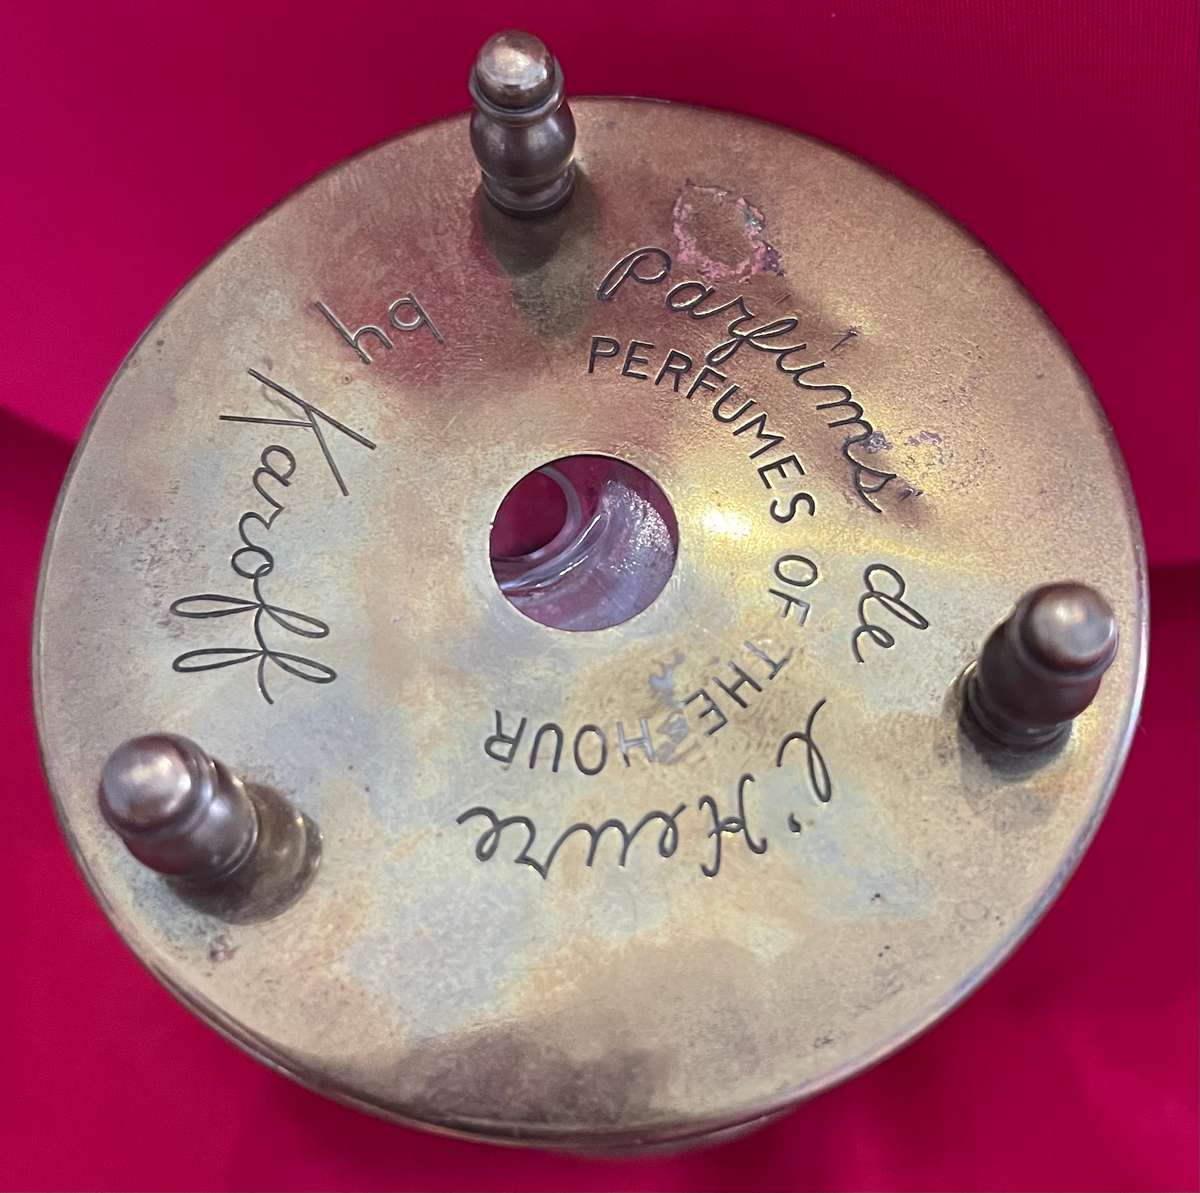 Parfums de l'Heure
PERFUMES OF THE HOUR
by Karoff